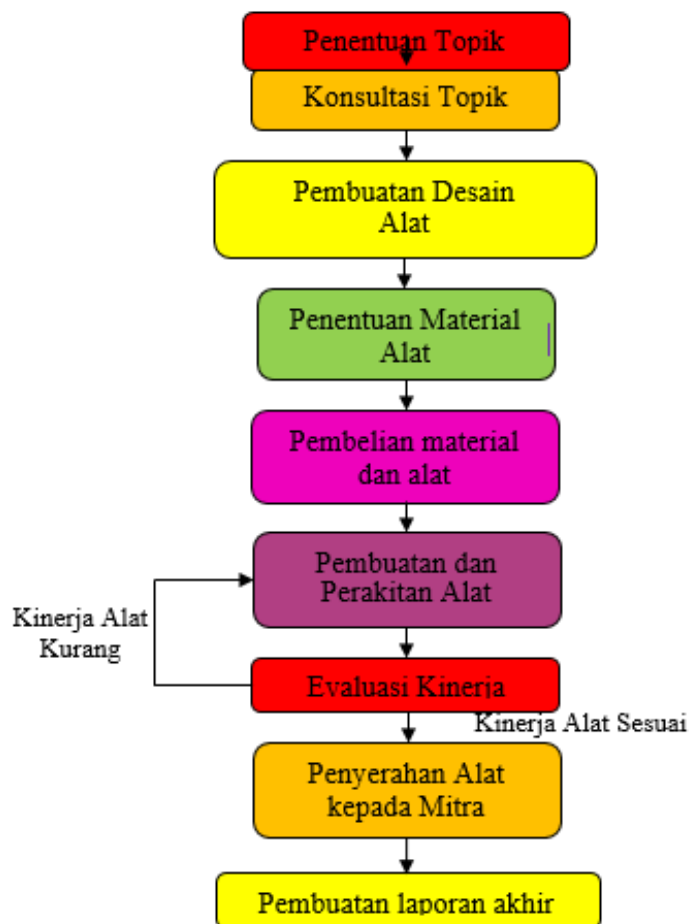 Penentuan Topik
Konsultasi Topik
Pembuatan Desain
Alat
Penentuan Material
Alat
Pembelian material
dan alat
Pembuatan dan
Perakitan Alat
Kinerja Alat
Kurang
Evaluasi Kinerja
Kinerja Alat Sesuai
Penyerahan Alat
kepada Mitra
Pembuatan laporan akhir